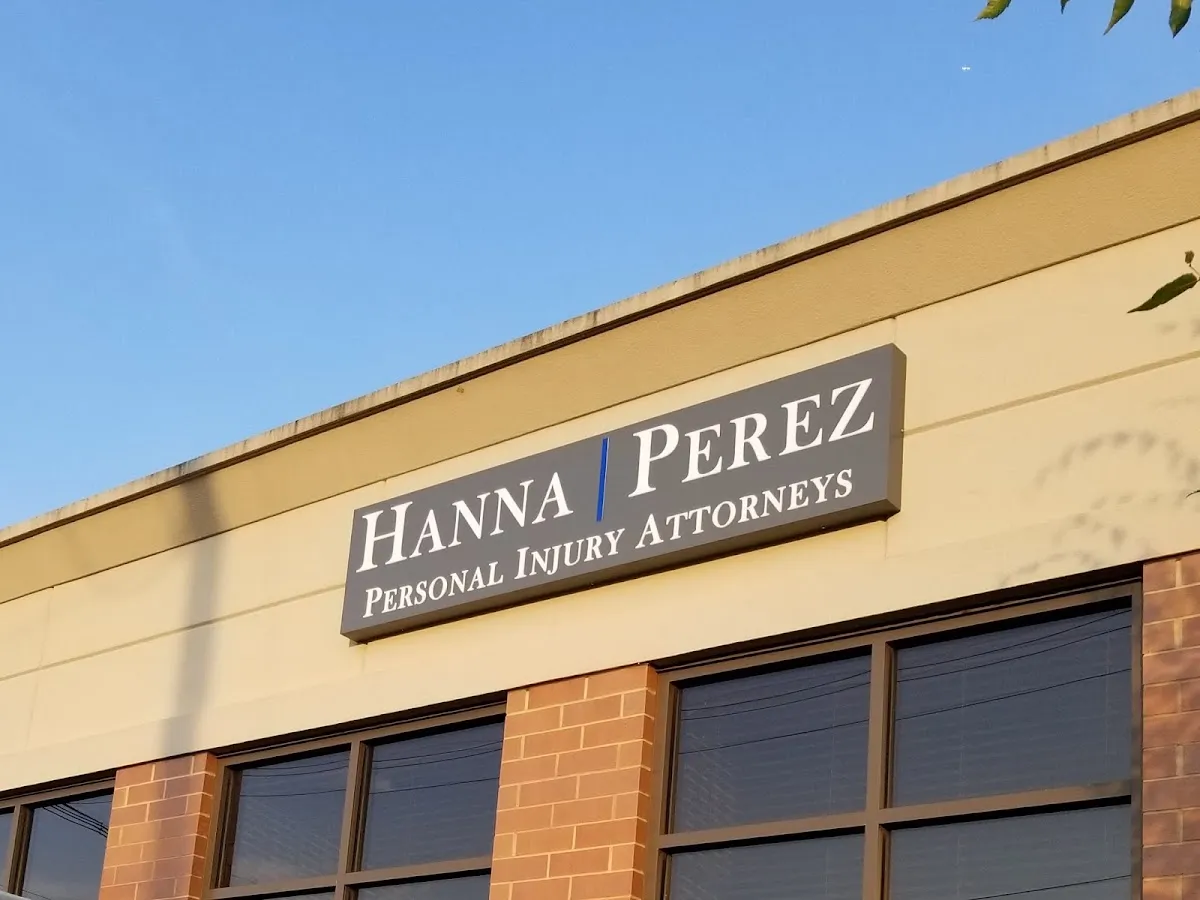 HANNA | PEREZ
PERSONAL INJURY ATTORNEYS